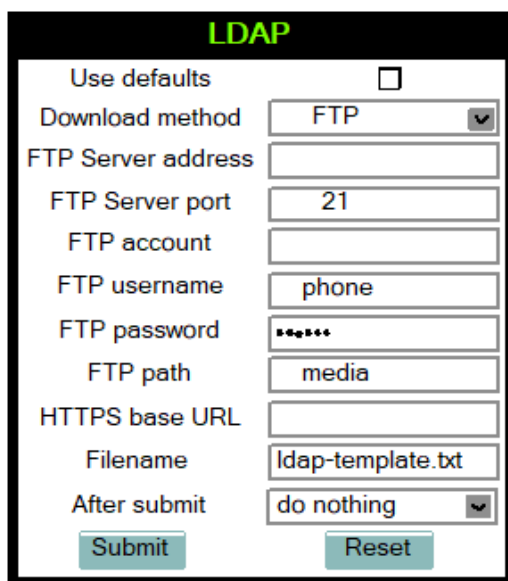 LDAP
Use defaults
Download method FTP
FTP Server address
FTP Server port 21
FTP account
FTP username phone
FTP password ••••••
FTP path media
HTTPS base URL
Filename ldap-template.txt
After submit do nothing
Submit Reset